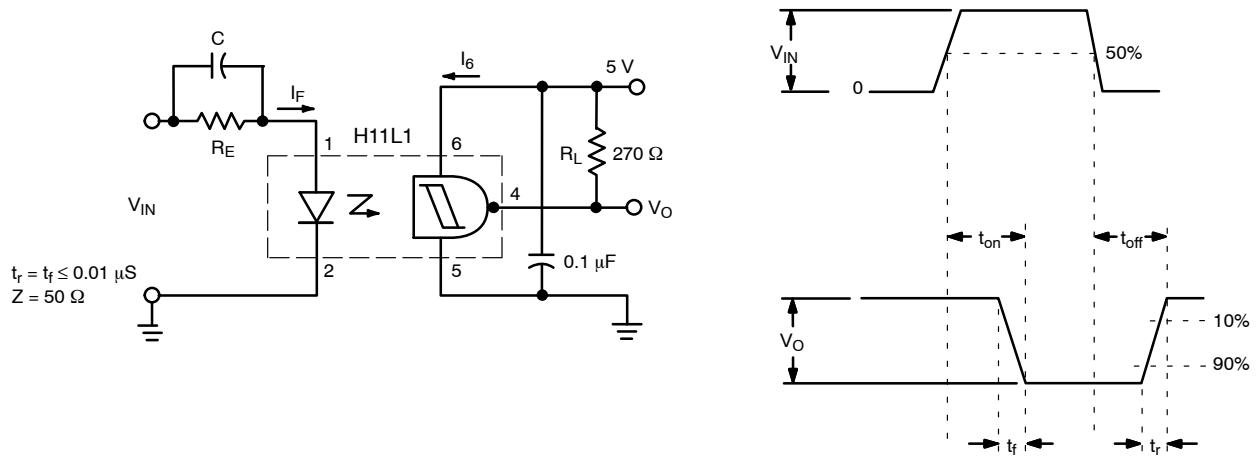 C
I_F
R_E
V_IN
t_r = t_f ≤ 0.01 μS
Z = 50 Ω
1
2
H11L1
I_6
6
5
4
5 V
R_L
270 Ω
V_O
0.1 μF
V_IN
0
50%
t_on
t_off
V_O
10%
90%
t_f
t_r